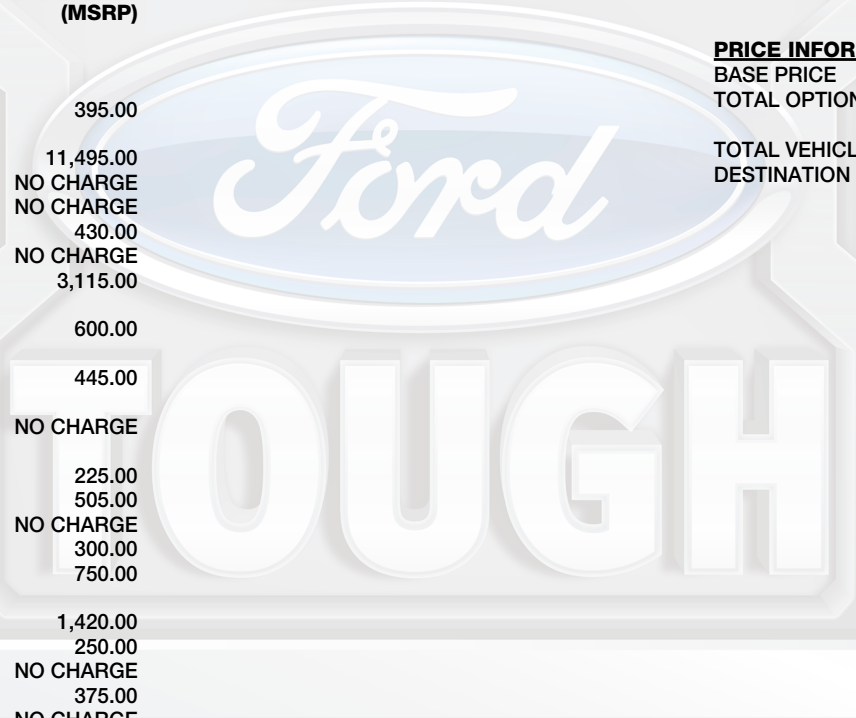 (MSRP)
395.00
11,495.00
NO CHARGE
NO CHARGE
430.00
NO CHARGE
3,115.00
600.00
445.00
NO CHARGE
225.00
505.00
NO CHARGE
300.00
750.00
1,420.00
250.00
NO CHARGE
375.00
NO CHARGE
PRICE INFOR
BASE PRICE
TOTAL OPTION
TOTAL VEHICL
DESTINATION
Ford
TOUGH